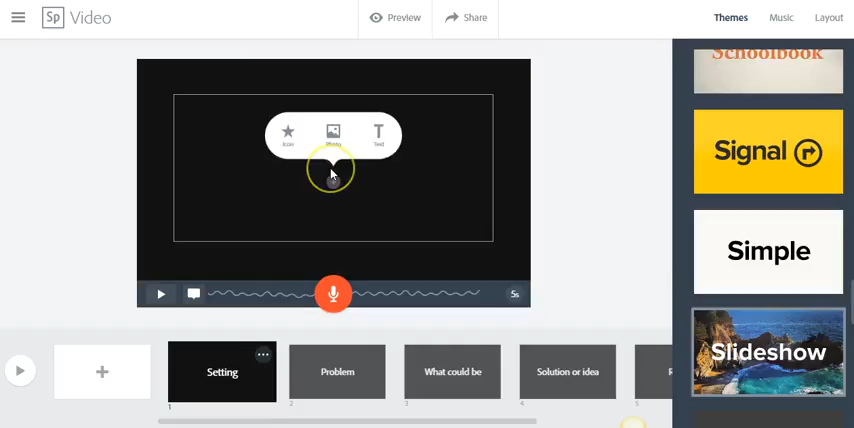 Sp Video
Preview
Share
Themes
Music
Layout
Schoolbook
Icon
Photo
Text
Signal
Simple
5s
Slideshow
Setting
Problem
What could be
Solution or idea
R
1
2
3
4
5